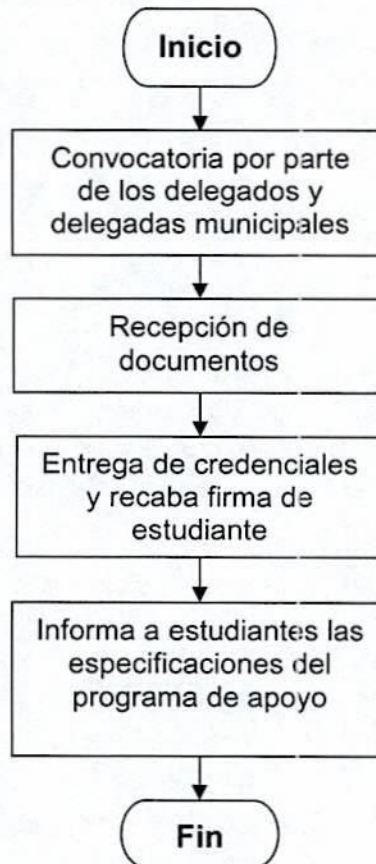 Inicio
Convocatoria por parte
de los delegados y
delegadas municipales
Recepción de
documentos
Entrega de credenciales
y recaba firma de
estudiante
Informa a estudiantes las
especificaciones del
programa de apoyo
Fin